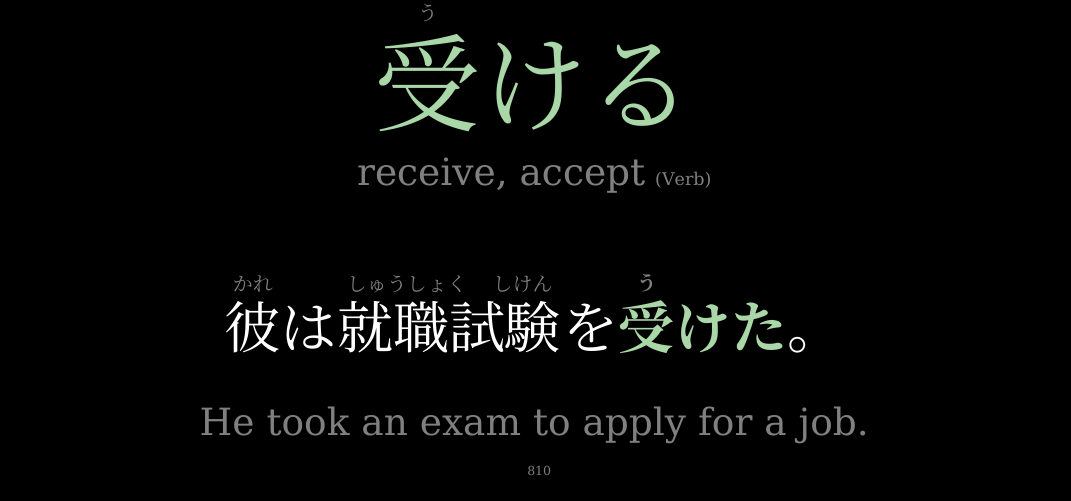 う
受ける
receive, accept (Verb)
かれ しゅうしょく しけん う
彼は就職試験を受けた。
He took an exam to apply for a job.
810